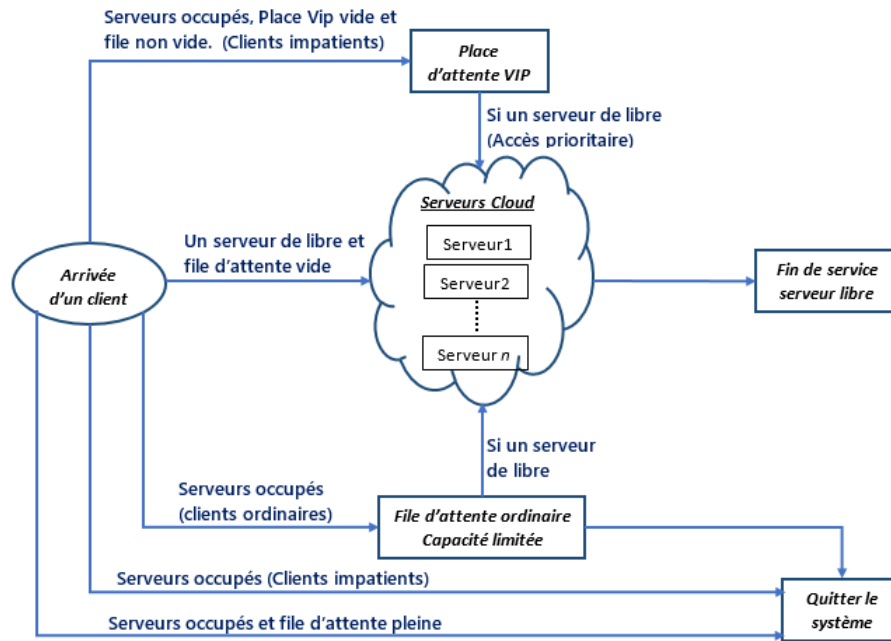 Serveurs occupés, Place Vip vide et
file non vide. (Clients impatients)
Place
d'attente VIP
Si un serveur de libre
(Accès prioritaire)
Serveurs Cloud
Serveur1
Serveur2
Serveur n
Un serveur de libre et
file d'attente vide
Arrivée
d'un client
Fin de service
serveur libre
Si un serveur
de libre
Serveurs occupés
(clients ordinaires)
File d'attente ordinaire
Capacité limitée
Serveurs occupés (Clients impatients)
Quitter le
système
Serveurs occupés et file d'attente pleine